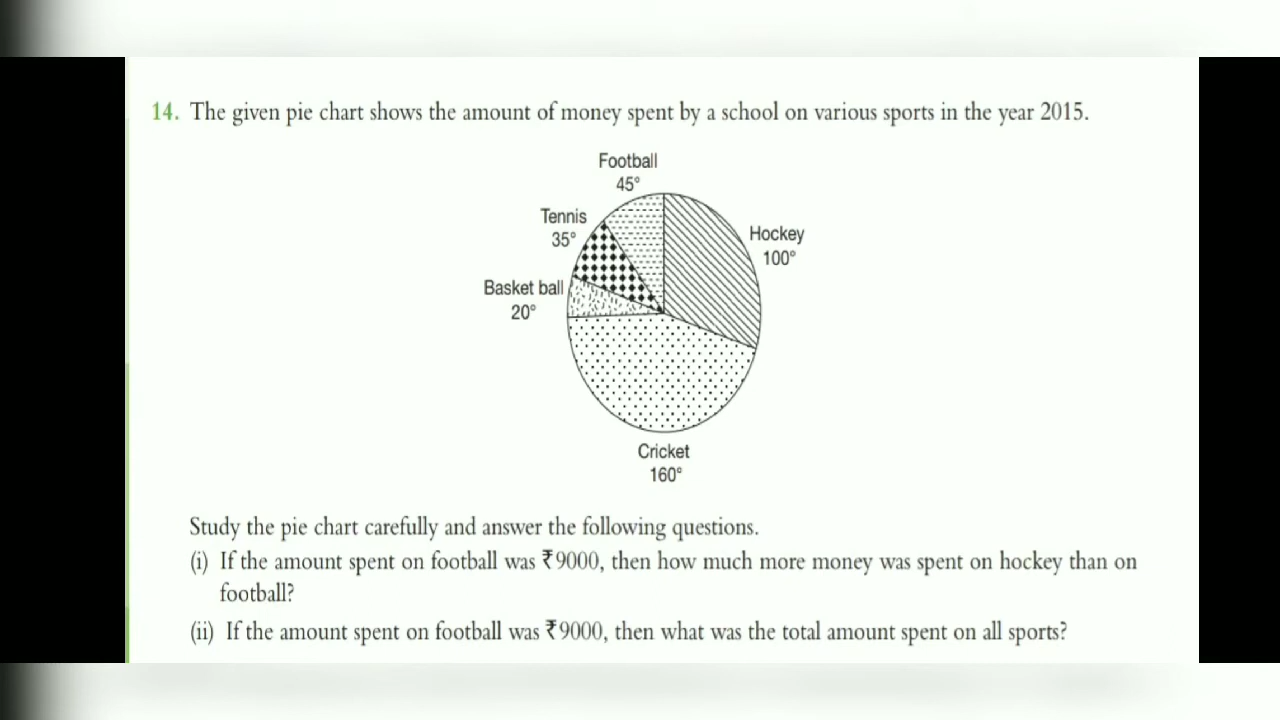 14. The given pie chart shows the amount of money spent by a school on various sports in the year 2015.
Football
45°
Tennis
35°
Hockey
100°
Basket ball
20°
Cricket
160°
Study the pie chart carefully and answer the following questions.
(i) If the amount spent on football was ₹9000, then how much more money was spent on hockey than on
football?
(ii) If the amount spent on football was ₹9000, then what was the total amount spent on all sports?